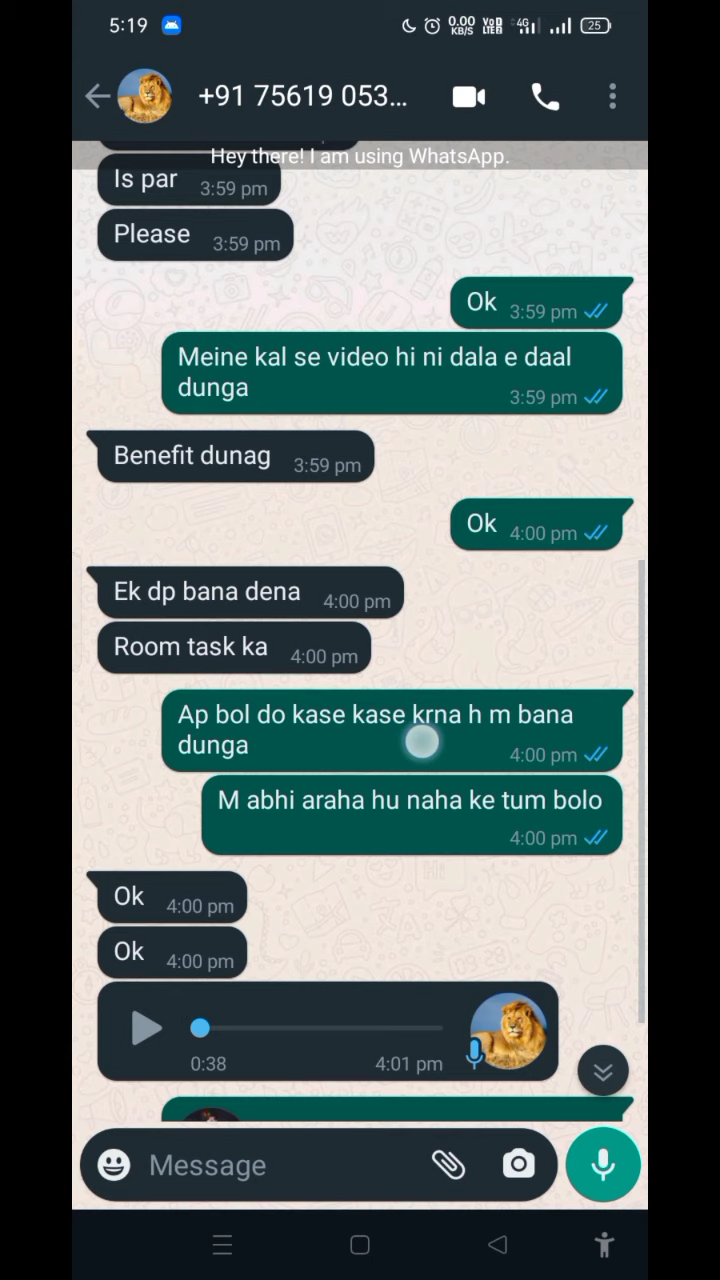 5:19
0.00 KB/S
VoD LTE2
4G
25
+91 75619 053...
Hey there! I am using WhatsApp.
Is par 3:59 pm
Please 3:59 pm
Ok 3:59 pm
Meine kal se video hi ni dala e daal
dunga 3:59 pm
Benefit dunag 3:59 pm
Ok 4:00 pm
Ek dp bana dena 4:00 pm
Room task ka 4:00 pm
Ap bol do kase kase krna h m bana
dunga 4:00 pm
M abhi araha hu naha ke tum bolo
4:00 pm
Ok 4:00 pm
Ok 4:00 pm
0:38 4:01 pm
Message